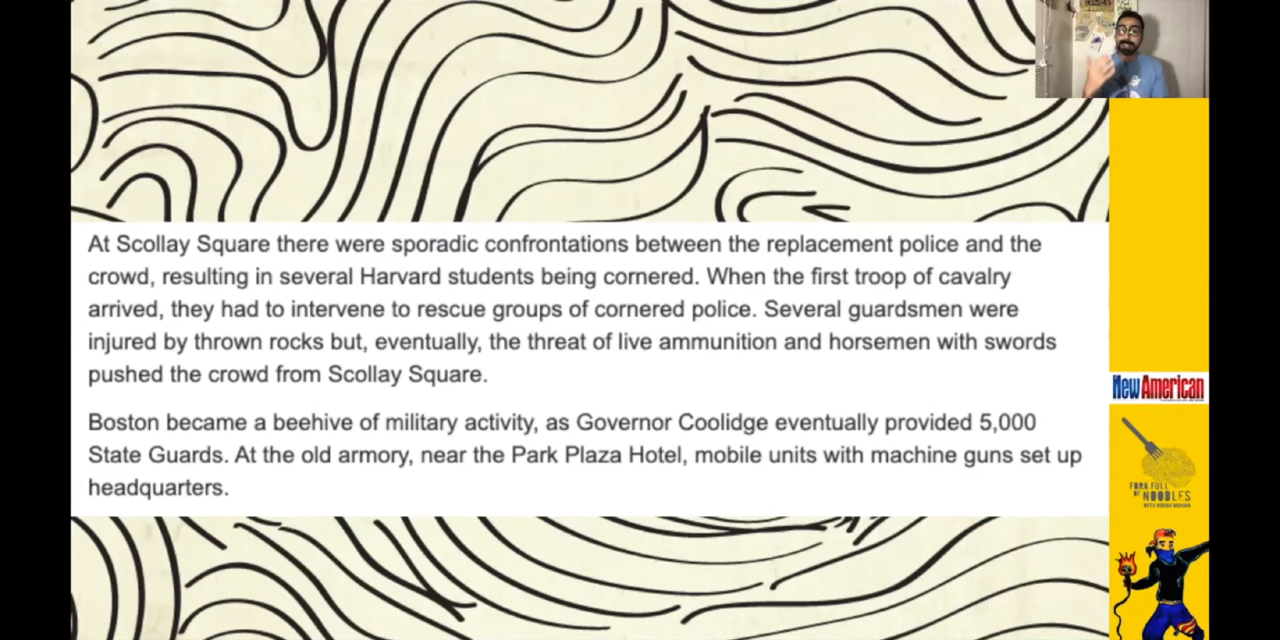 At Scollay Square there were sporadic confrontations between the replacement police and the
crowd, resulting in several Harvard students being cornered. When the first troop of cavalry
arrived, they had to intervene to rescue groups of cornered police. Several guardsmen were
injured by thrown rocks but, eventually, the threat of live ammunition and horsemen with swords
pushed the crowd from Scollay Square.
Boston became a beehive of military activity, as Governor Coolidge eventually provided 5,000
State Guards. At the old armory, near the Park Plaza Hotel, mobile units with machine guns set up
headquarters.
NewAmerican
FORK FULL
OF NOODLES